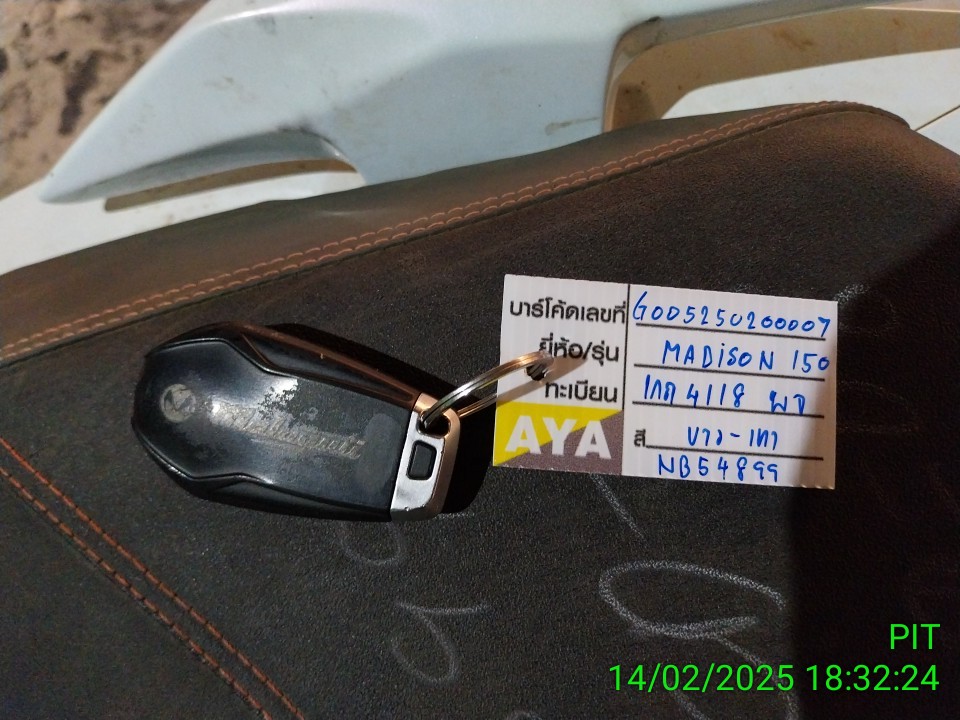 บาร์โค้ดเลขที่ G005250200007
ยี่ห้อ/รุ่น MADISON 150
ทะเบียน 1กฎ 4118 พจ
สี ขาว-เทา
AYA
NB54899
PIT
14/02/2025 18:32:24